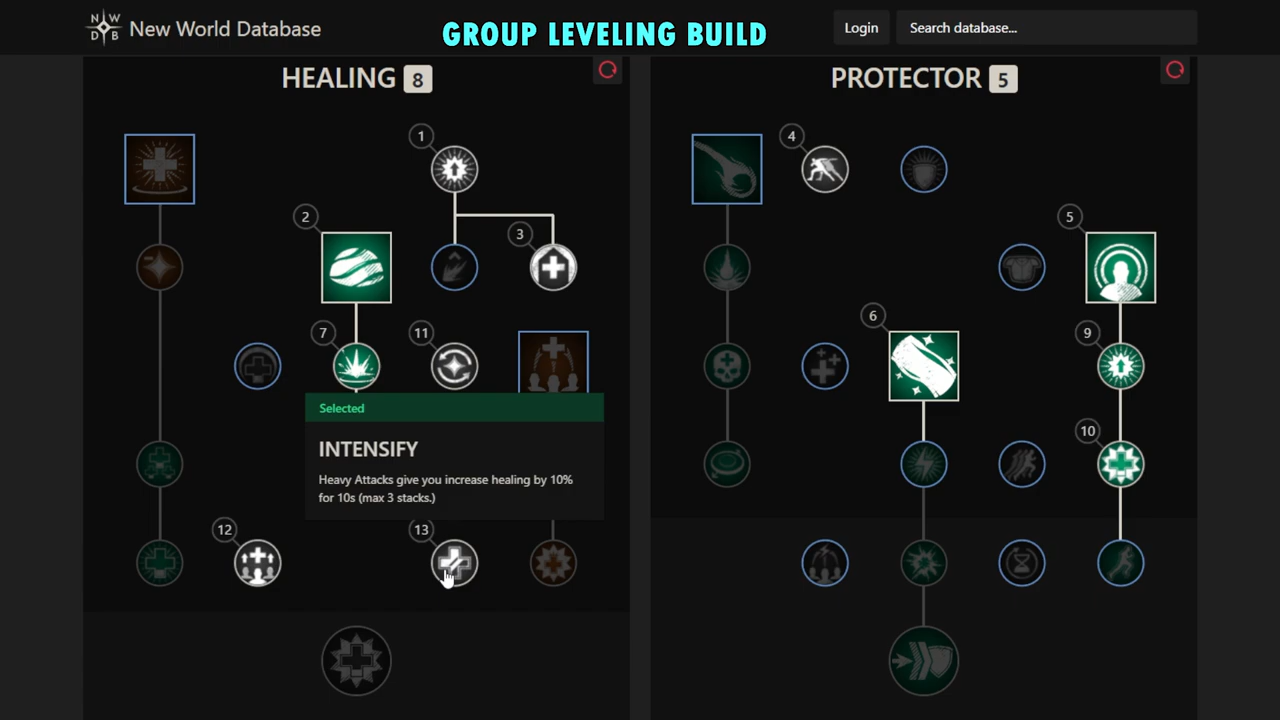 NW
DB
New World Database
GROUP LEVELING BUILD
Login
Search database...
HEALING 8
PROTECTOR 5
1
4
2
3
5
7
11
6
9
Selected
INTENSIFY
Heavy Attacks give you increase healing by 10%
for 10s (max 3 stacks.)
10
12
13